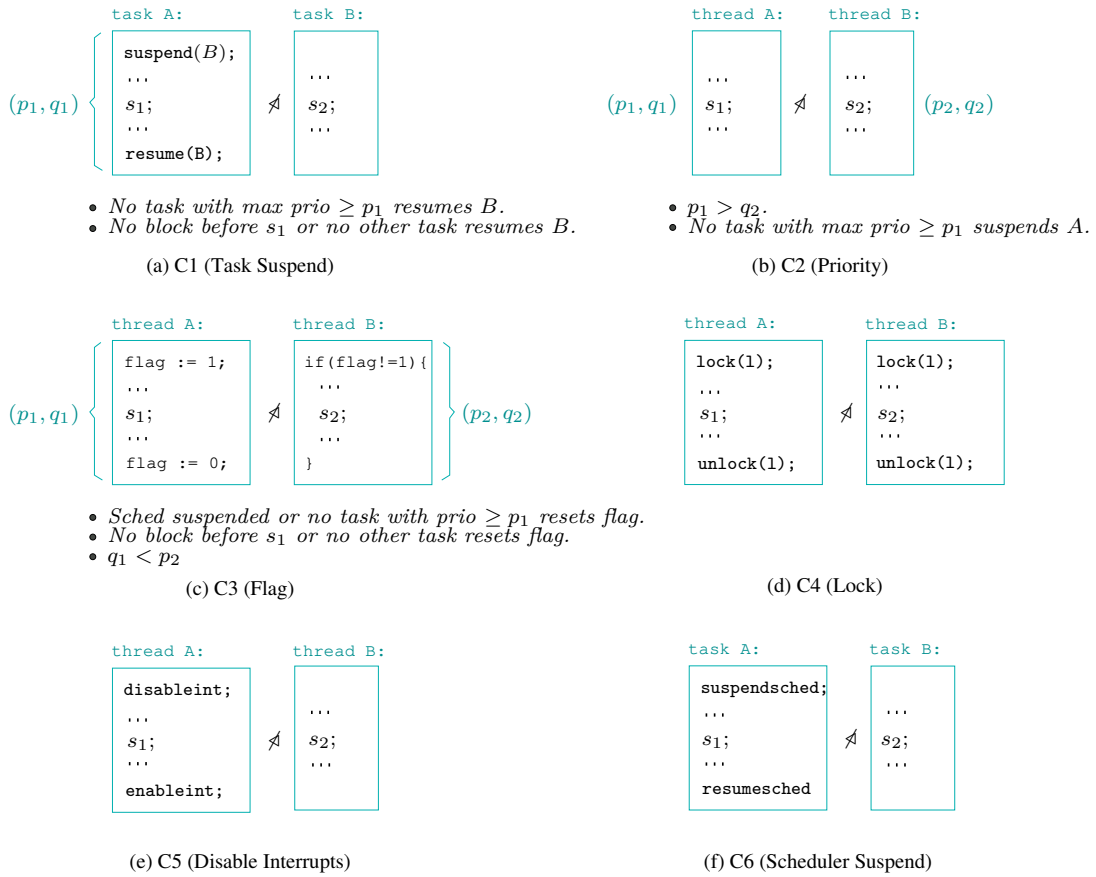 task A:
task B:
suspend(B);
...
s₁;
...
resume(B);
(p₁, q₁)
⋪
...
s₂;
...
• No task with max prio ≥ p₁ resumes B.
• No block before s₁ or no other task resumes B.
(a) C1 (Task Suspend)
thread A:
thread B:
(p₁, q₁)
...
s₁;
...
⋪
...
s₂;
...
(p₂, q₂)
• p₁ > q₂.
• No task with max prio ≥ p₁ suspends A.
(b) C2 (Priority)
thread A:
thread B:
(p₁, q₁)
flag := 1;
...
s₁;
...
flag := 0;
⋪
if(flag!=1){
...
s₂;
...
}
(p₂, q₂)
• Sched suspended or no task with prio ≥ p₁ resets flag.
• No block before s₁ or no other task resets flag.
• q₁ < p₂
(c) C3 (Flag)
thread A:
thread B:
lock(l);
...
s₁;
...
unlock(l);
⋪
lock(l);
...
s₂;
...
unlock(l);
(d) C4 (Lock)
thread A:
thread B:
disableint;
...
s₁;
...
enableint;
⋪
...
s₂;
...
(e) C5 (Disable Interrupts)
task A:
task B:
suspendsched;
...
s₁;
...
resumesched
⋪
...
s₂;
...
(f) C6 (Scheduler Suspend)